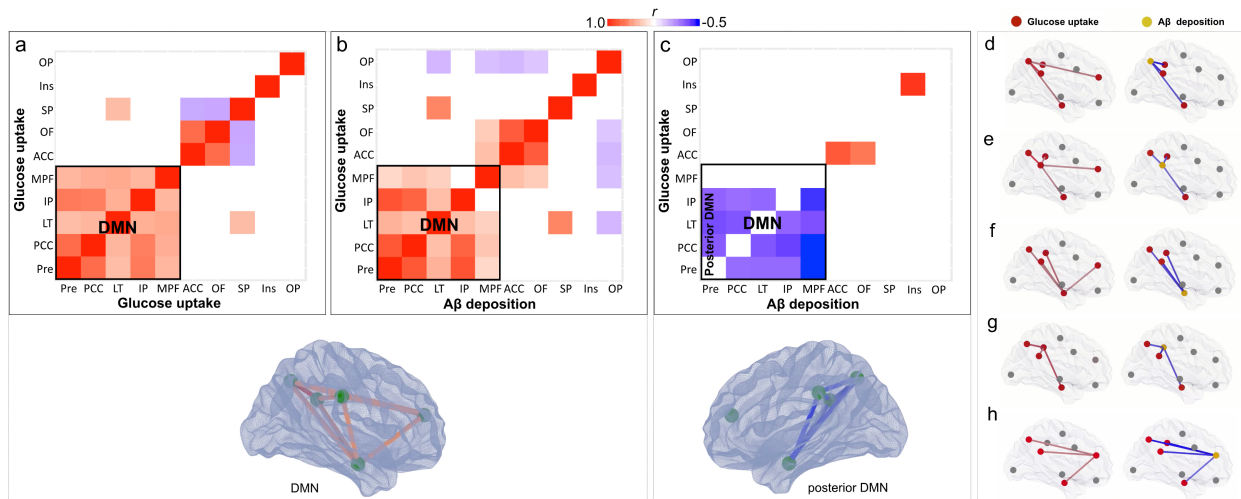 r
1.0 -0.5
Glucose uptake Aβ deposition
a
Glucose uptake
OP
Ins
SP
OF
ACC
MPF
IP
LT
PCC
Pre
DMN
Pre PCC LT IP MPF ACC OF SP Ins OP
Glucose uptake
b
Glucose uptake
OP
Ins
SP
OF
ACC
MPF
IP
LT
PCC
Pre
DMN
Pre PCC LT IP MPF ACC OF SP Ins OP
Aβ deposition
c
Glucose uptake
OP
Ins
SP
OF
ACC
MPF
IP
LT
PCC
Pre
Posterior DMN
DMN
Pre PCC LT IP MPF ACC OF SP Ins OP
Aβ deposition
DMN
posterior DMN
d
e
f
g
h